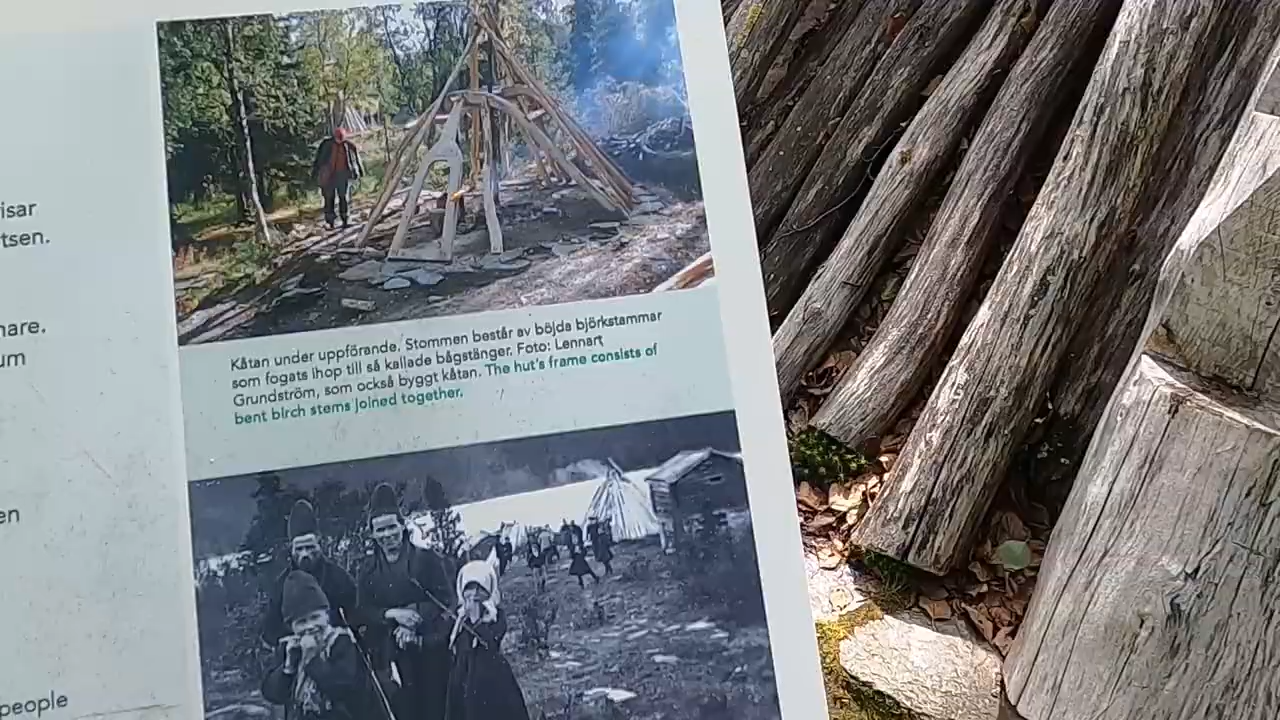 isar
tsen.
nare.
um
en
people
Kåtan under uppförande. Stommen består av böjda björkstammar
som fogats ihop till så kallade bågstänger. Foto: Lennart
Grundström, som också byggt kåtan. The hut's frame consists of
bent birch stems joined together.